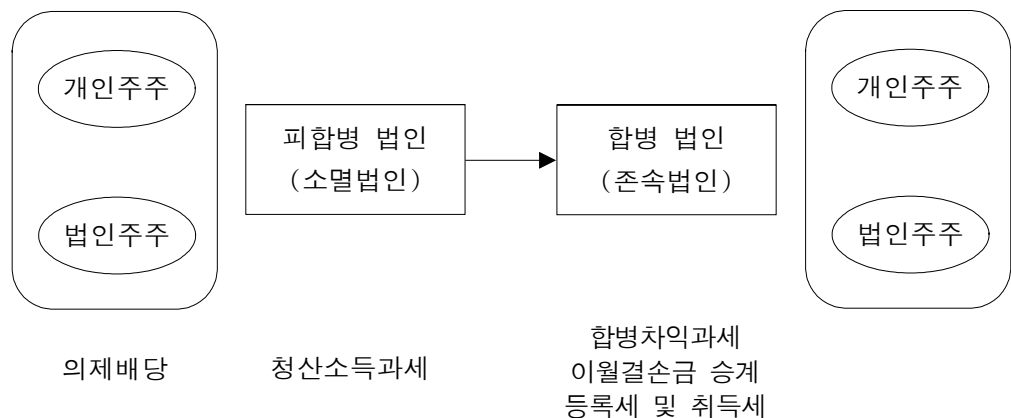 개인주주
법인주주
피합병 법인
(소멸법인)
합병 법인
(존속법인)
개인주주
법인주주
의제배당
청산소득과세
합병차익과세
이월결손금 승계
등록세 및 취득세